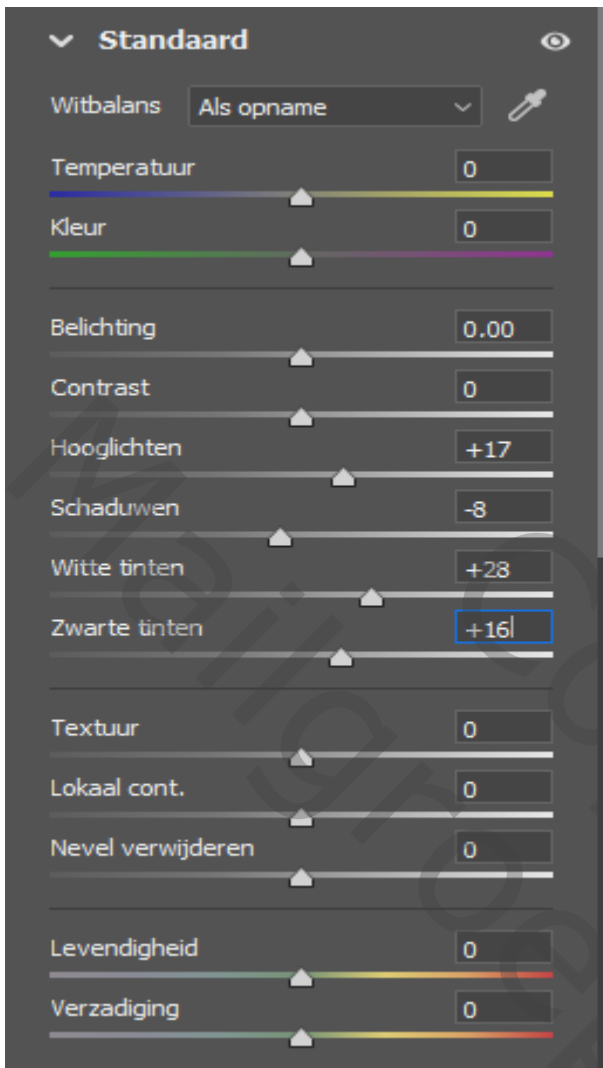 Standaard
Witbalans Als opname
Temperatuur 0
Kleur 0
Belichting 0.00
Contrast 0
Hooglichten +17
Schaduwen -8
Witte tinten +28
Zwarte tinten +16
Textuur 0
Lokaal cont. 0
Nevel verwijderen 0
Levendigheid 0
Verzadiging 0